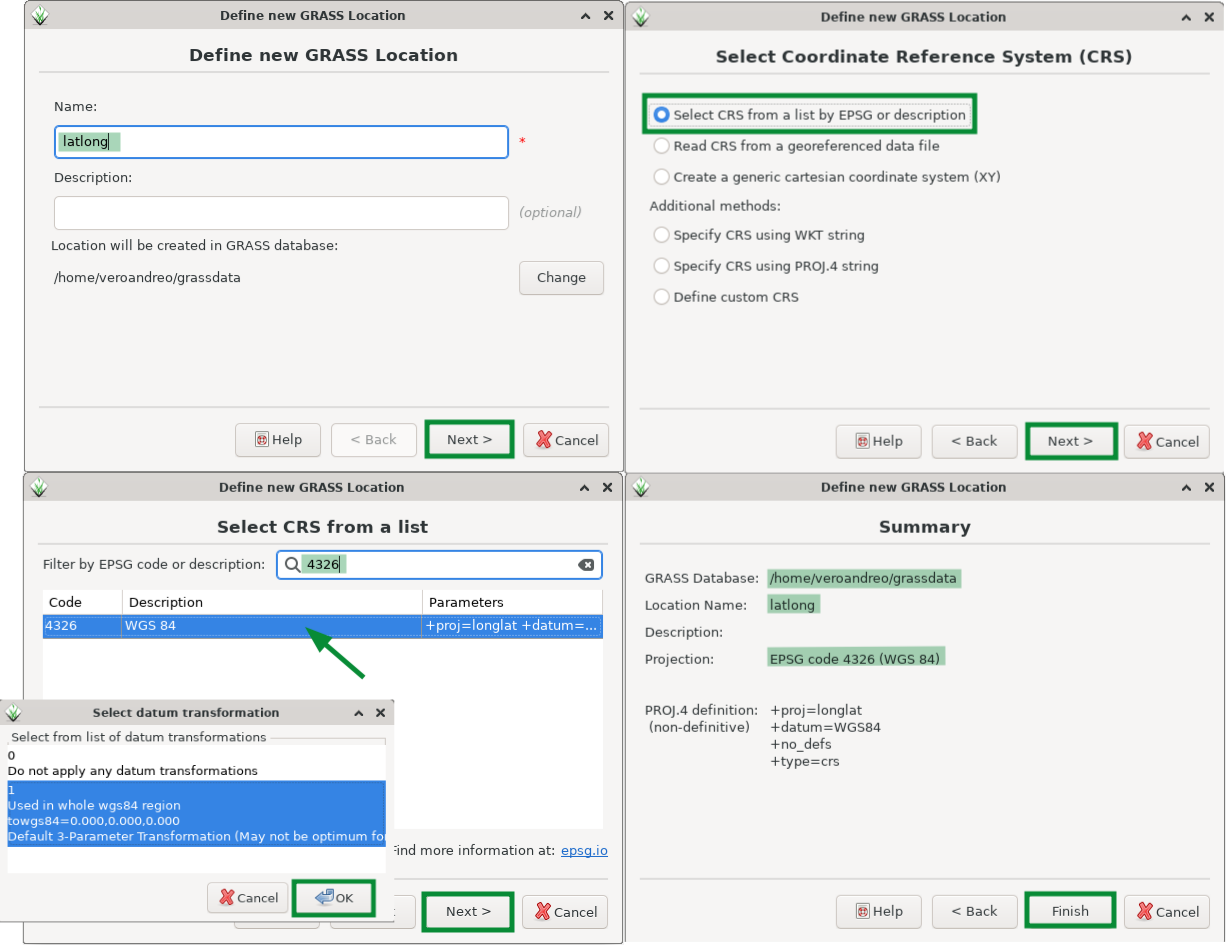 Define new GRASS Location
Define new GRASS Location
Name:
latlong
*
Description:
(optional)
Location will be created in GRASS database:
/home/veroandreo/grassdata
Change
Help
< Back
Next >
Cancel
Define new GRASS Location
Select Coordinate Reference System (CRS)
Select CRS from a list by EPSG or description
Read CRS from a georeferenced data file
Create a generic cartesian coordinate system (XY)
Additional methods:
Specify CRS using WKT string
Specify CRS using PROJ.4 string
Define custom CRS
Help
< Back
Next >
Cancel
Define new GRASS Location
Select CRS from a list
Filter by EPSG code or description:
4326
Code Description Parameters
4326 WGS 84 +proj=longlat +datum=...
Find more information at: epsg.io
Next >
Cancel
Select datum transformation
Select from list of datum transformations
0
Do not apply any datum transformations
1
Used in whole wgs84 region
towgs84=0.000,0.000,0.000
Default 3-Parameter Transformation (May not be optimum fo
Cancel
OK
Define new GRASS Location
Summary
GRASS Database: /home/veroandreo/grassdata
Location Name: latlong
Description:
Projection: EPSG code 4326 (WGS 84)
PROJ.4 definition: +proj=longlat
(non-definitive) +datum=WGS84
+no_defs
+type=crs
Help
< Back
Finish
Cancel